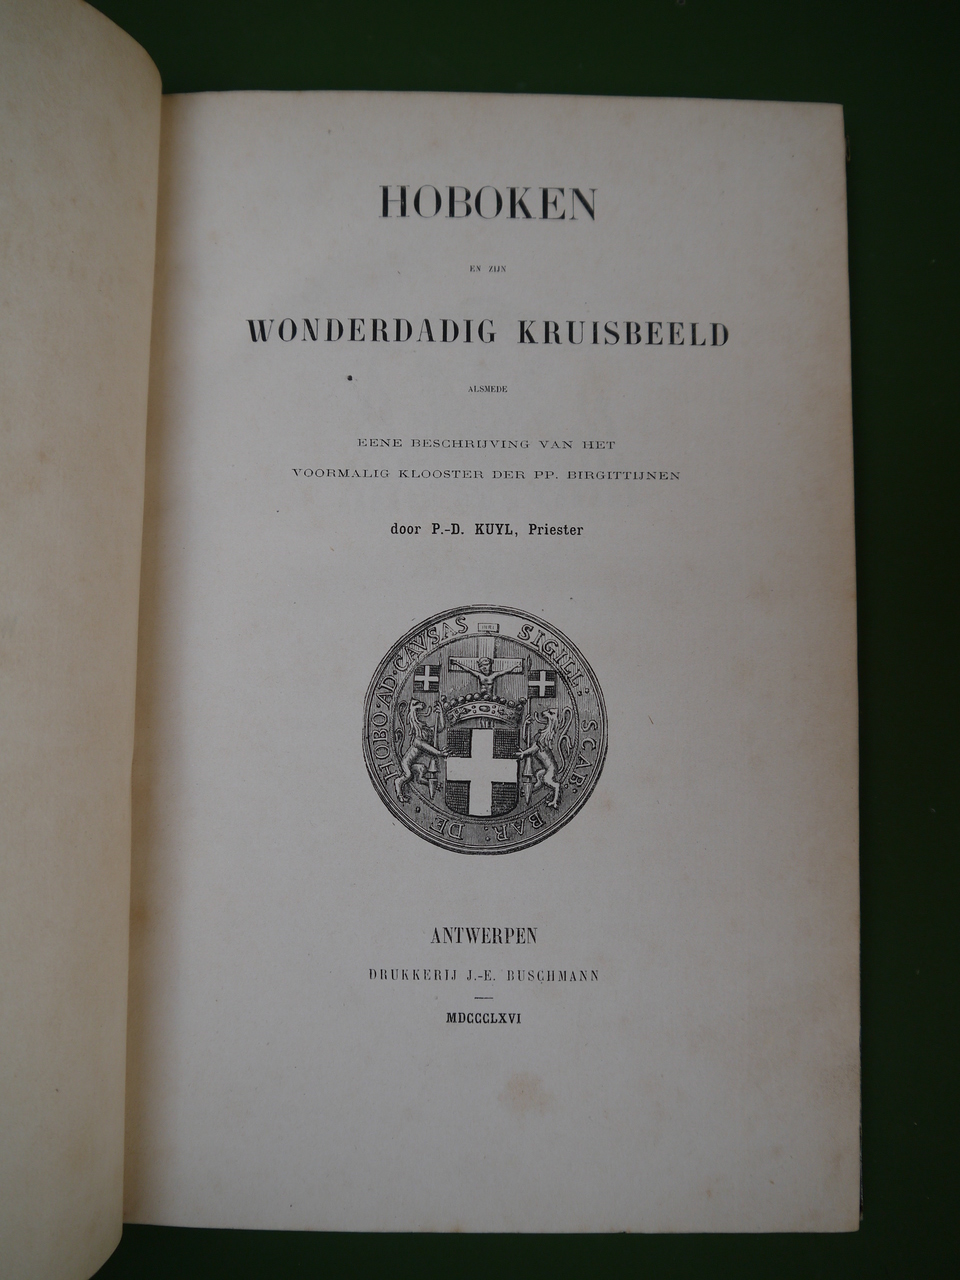 HOBOKEN
EN ZIJN
WONDERDADIG KRUISBEELD
ALSMEDE
EENE BESCHRIJVING VAN HET
VOORMALIG KLOOSTER DER PP. BIRGITTIJNEN
door P.-D. KUYL, Priester
SIGILL: SCAB: BAR: DE · HOBO · AD · CAVSAS
ANTWERPEN
DRUKKERIJ J.-E. BUSCHMANN
MDCCCLXVI